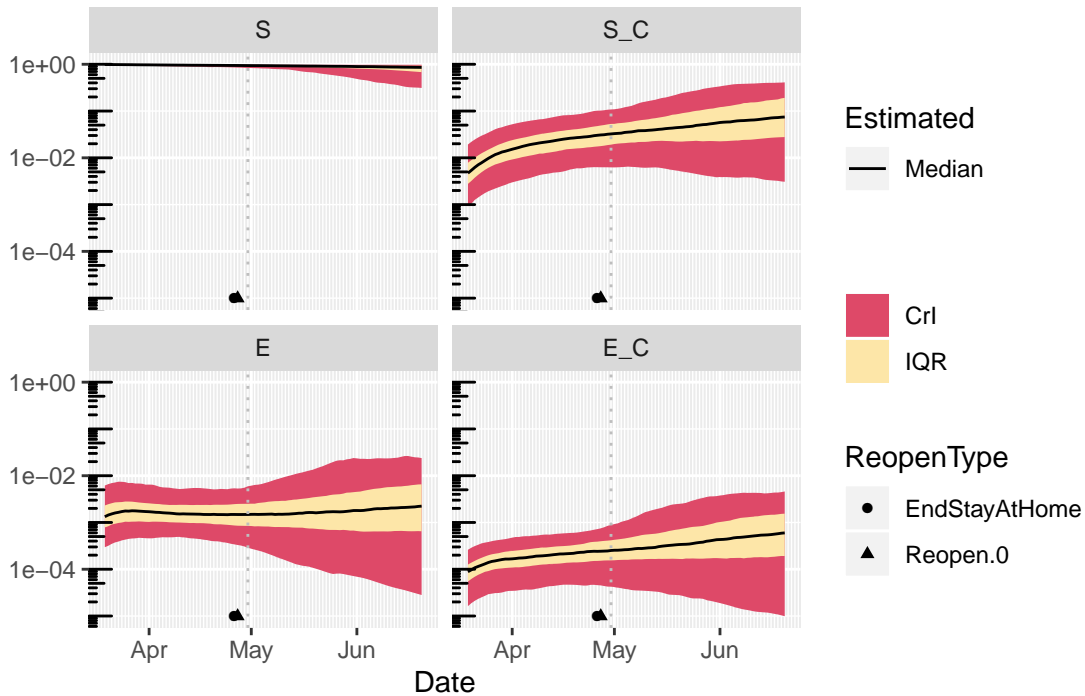 S
S_C
1e+00
1e−02
1e−04
E
E_C
1e+00
1e−02
1e−04
Apr
May
Jun
Apr
May
Jun
Date
Estimated
Median
CrI
IQR
ReopenType
EndStayAtHome
Reopen.0